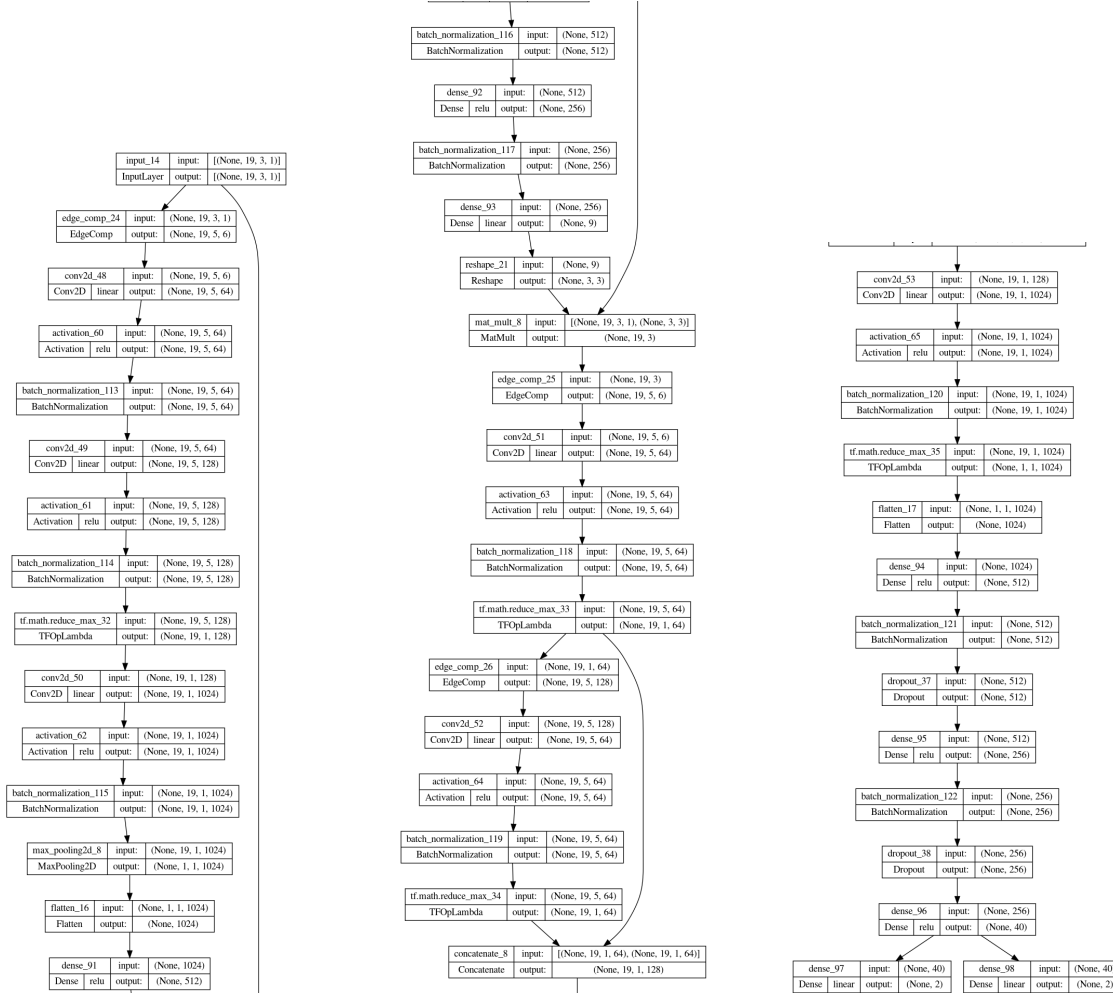 input_14 input: [(None, 19, 3, 1)]
InputLayer output: [(None, 19, 3, 1)]
edge_comp_24 input: (None, 19, 3, 1)
EdgeComp output: (None, 19, 5, 6)
conv2d_48 input: (None, 19, 5, 6)
Conv2D linear output: (None, 19, 5, 64)
activation_60 input: (None, 19, 5, 64)
Activation relu output: (None, 19, 5, 64)
batch_normalization_113 input: (None, 19, 5, 64)
BatchNormalization output: (None, 19, 5, 64)
conv2d_49 input: (None, 19, 5, 64)
Conv2D linear output: (None, 19, 5, 128)
activation_61 input: (None, 19, 5, 128)
Activation relu output: (None, 19, 5, 128)
batch_normalization_114 input: (None, 19, 5, 128)
BatchNormalization output: (None, 19, 5, 128)
tf.math.reduce_max_32 input: (None, 19, 5, 128)
TFOpLambda output: (None, 19, 1, 128)
conv2d_50 input: (None, 19, 1, 128)
Conv2D linear output: (None, 19, 1, 1024)
activation_62 input: (None, 19, 1, 1024)
Activation relu output: (None, 19, 1, 1024)
batch_normalization_115 input: (None, 19, 1, 1024)
BatchNormalization output: (None, 19, 1, 1024)
max_pooling2d_8 input: (None, 19, 1, 1024)
MaxPooling2D output: (None, 1, 1, 1024)
flatten_16 input: (None, 1, 1, 1024)
Flatten output: (None, 1024)
dense_91 input: (None, 1024)
Dense relu output: (None, 512)
batch_normalization_116 input: (None, 512)
BatchNormalization output: (None, 512)
dense_92 input: (None, 512)
Dense relu output: (None, 256)
batch_normalization_117 input: (None, 256)
BatchNormalization output: (None, 256)
dense_93 input: (None, 256)
Dense linear output: (None, 9)
reshape_21 input: (None, 9)
Reshape output: (None, 3, 3)
mat_mult_8 input: [(None, 19, 3, 1), (None, 3, 3)]
MatMult output: (None, 19, 3)
edge_comp_25 input: (None, 19, 3)
EdgeComp output: (None, 19, 5, 6)
conv2d_51 input: (None, 19, 5, 6)
Conv2D linear output: (None, 19, 5, 64)
activation_63 input: (None, 19, 5, 64)
Activation relu output: (None, 19, 5, 64)
batch_normalization_118 input: (None, 19, 5, 64)
BatchNormalization output: (None, 19, 5, 64)
tf.math.reduce_max_33 input: (None, 19, 5, 64)
TFOpLambda output: (None, 19, 1, 64)
edge_comp_26 input: (None, 19, 1, 64)
EdgeComp output: (None, 19, 5, 128)
conv2d_52 input: (None, 19, 5, 128)
Conv2D linear output: (None, 19, 5, 64)
activation_64 input: (None, 19, 5, 64)
Activation relu output: (None, 19, 5, 64)
batch_normalization_119 input: (None, 19, 5, 64)
BatchNormalization output: (None, 19, 5, 64)
tf.math.reduce_max_34 input: (None, 19, 5, 64)
TFOpLambda output: (None, 19, 1, 64)
concatenate_8 input: [(None, 19, 1, 64), (None, 19, 1, 64)]
Concatenate output: (None, 19, 1, 128)
conv2d_53 input: (None, 19, 1, 128)
Conv2D linear output: (None, 19, 1, 1024)
activation_65 input: (None, 19, 1, 1024)
Activation relu output: (None, 19, 1, 1024)
batch_normalization_120 input: (None, 19, 1, 1024)
BatchNormalization output: (None, 19, 1, 1024)
tf.math.reduce_max_35 input: (None, 19, 1, 1024)
TFOpLambda output: (None, 1, 1, 1024)
flatten_17 input: (None, 1, 1, 1024)
Flatten output: (None, 1024)
dense_94 input: (None, 1024)
Dense relu output: (None, 512)
batch_normalization_121 input: (None, 512)
BatchNormalization output: (None, 512)
dropout_37 input: (None, 512)
Dropout output: (None, 512)
dense_95 input: (None, 512)
Dense relu output: (None, 256)
batch_normalization_122 input: (None, 256)
BatchNormalization output: (None, 256)
dropout_38 input: (None, 256)
Dropout output: (None, 256)
dense_96 input: (None, 256)
Dense relu output: (None, 40)
dense_97 input: (None, 40)
Dense linear output: (None, 2)
dense_98 input: (None, 40)
Dense linear output: (None, 2)